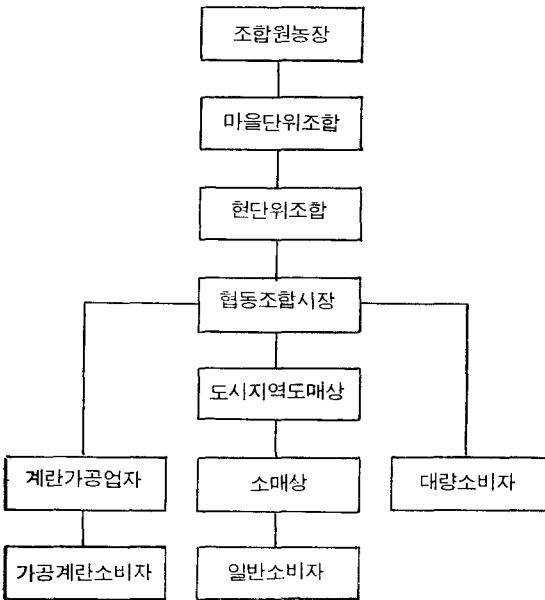 조합원농장
마을단위조합
현단위조합
협동조합시장
도시지역도매상
계란가공업자
소매상
대량소비자
가공계란소비자
일반소비자